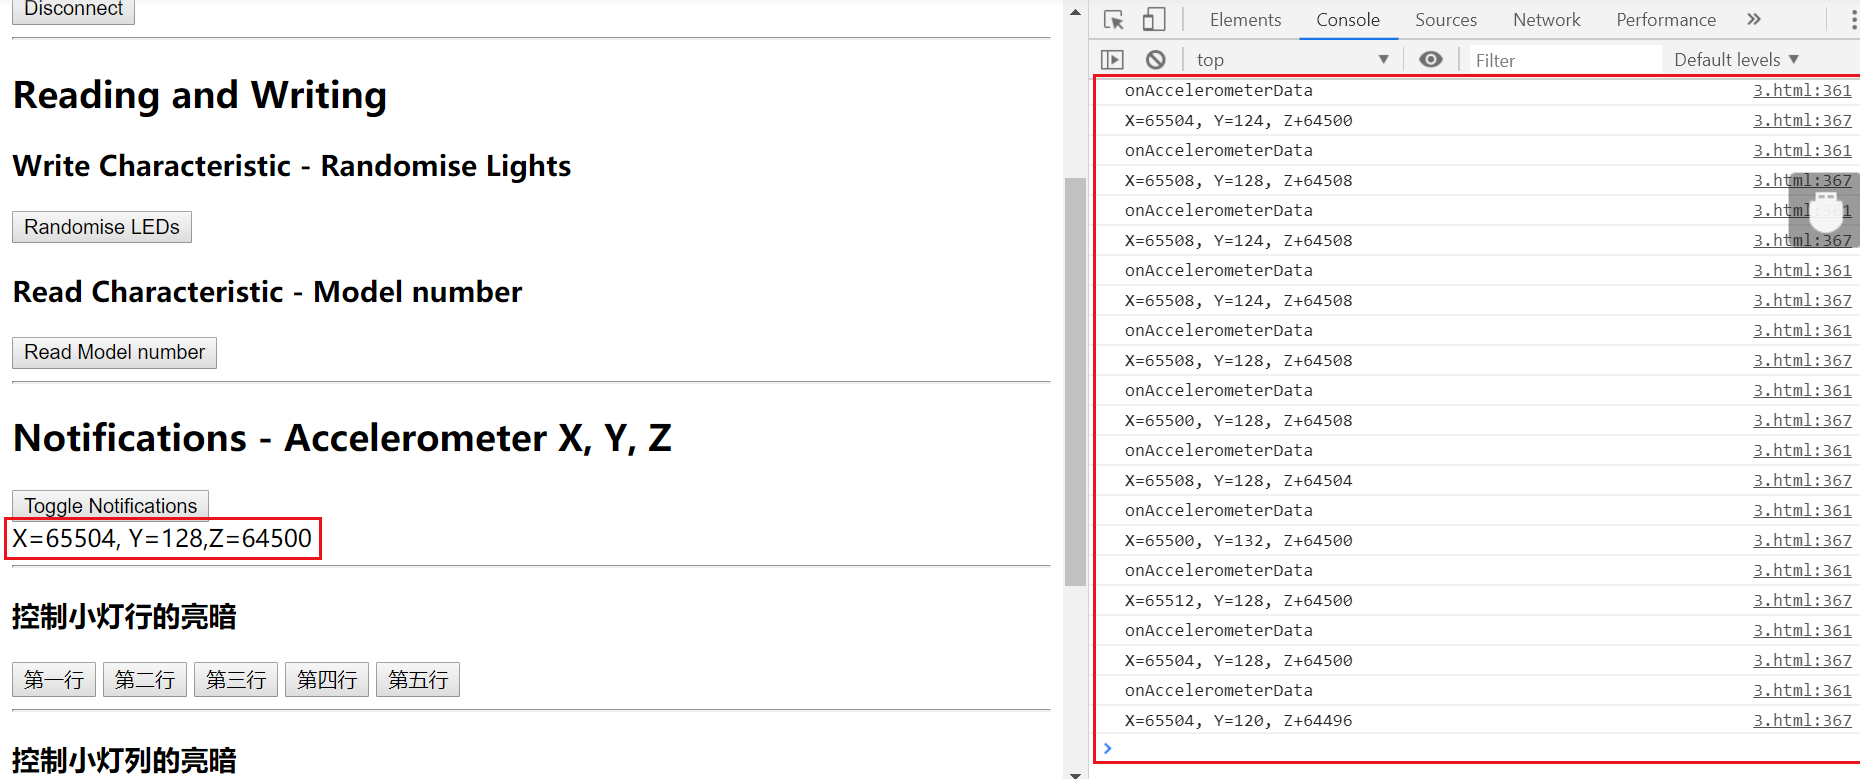 Disconnect
Reading and Writing
Write Characteristic - Randomise Lights
Randomise LEDs
Read Characteristic - Model number
Read Model number
Notifications - Accelerometer X, Y, Z
Toggle Notifications
X=65504, Y=128,Z=64500
控制小灯行的亮暗
第一行 第二行 第三行 第四行 第五行
控制小灯列的亮暗
Elements Console Sources Network Performance »
top Filter Default levels
onAccelerometerData 3.html:361
X=65504, Y=124, Z+64500 3.html:367
onAccelerometerData 3.html:361
X=65508, Y=128, Z+64508 3.html:367
onAccelerometerData 3.html:361
X=65508, Y=124, Z+64508 3.html:367
onAccelerometerData 3.html:361
X=65508, Y=124, Z+64508 3.html:367
onAccelerometerData 3.html:361
X=65508, Y=128, Z+64508 3.html:367
onAccelerometerData 3.html:361
X=65500, Y=128, Z+64508 3.html:367
onAccelerometerData 3.html:361
X=65508, Y=128, Z+64504 3.html:367
onAccelerometerData 3.html:361
X=65500, Y=132, Z+64500 3.html:367
onAccelerometerData 3.html:361
X=65512, Y=128, Z+64500 3.html:367
onAccelerometerData 3.html:361
X=65504, Y=128, Z+64500 3.html:367
onAccelerometerData 3.html:361
X=65504, Y=120, Z+64496 3.html:367